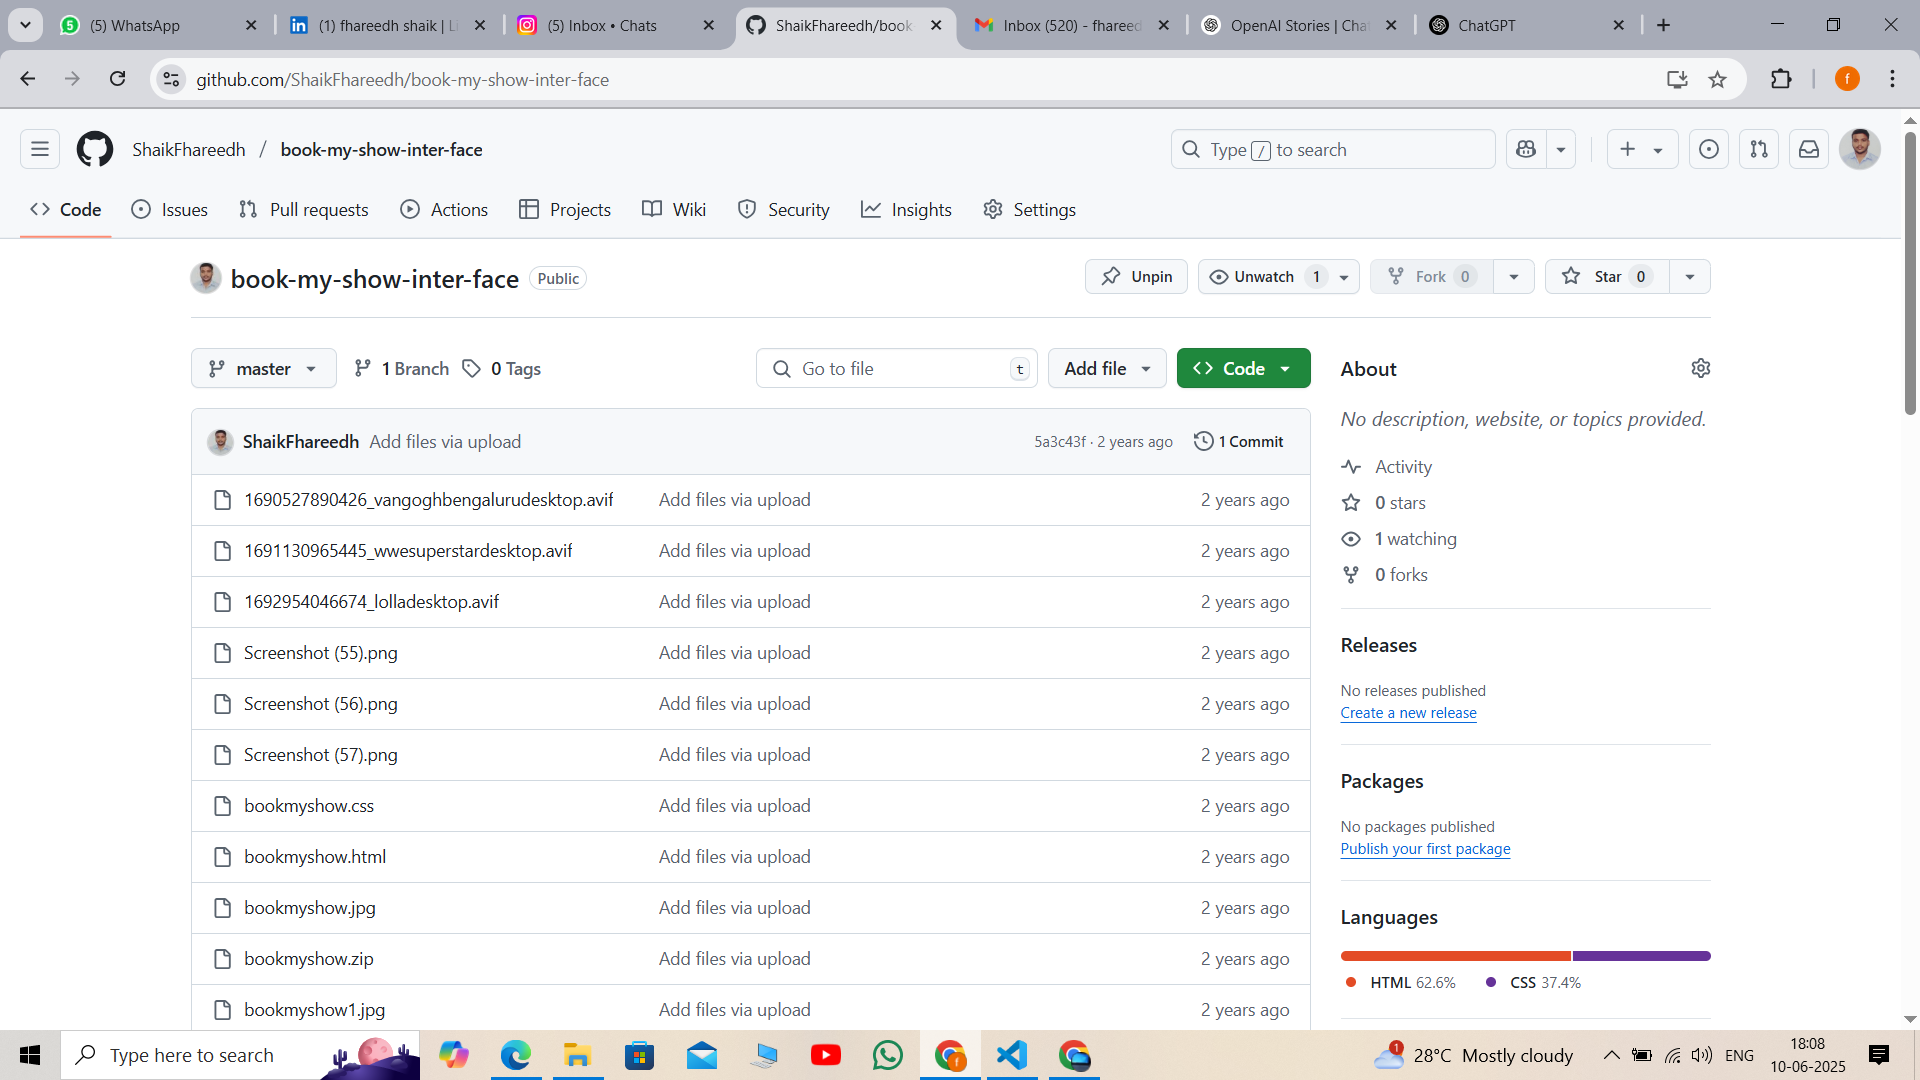 (5) WhatsApp
(1) fhareedh shaik | Li
(5) Inbox • Chats
ShaikFhareedh/book-
Inbox (520) - fhareed
OpenAI Stories | Chat
ChatGPT
github.com/ShaikFhareedh/book-my-show-inter-face
f
ShaikFhareedh / book-my-show-inter-face
Type / to search
Code
Issues
Pull requests
Actions
Projects
Wiki
Security
Insights
Settings
book-my-show-inter-face
Public
Unpin
Unwatch 1
Fork 0
Star 0
master
1 Branch
0 Tags
Go to file
t
Add file
Code
ShaikFhareedh Add files via upload
5a3c43f · 2 years ago
1 Commit
1690527890426_vangoghbengalurudesktop.avif Add files via upload 2 years ago
1691130965445_wwesuperstardesktop.avif Add files via upload 2 years ago
1692954046674_lolladesktop.avif Add files via upload 2 years ago
Screenshot (55).png Add files via upload 2 years ago
Screenshot (56).png Add files via upload 2 years ago
Screenshot (57).png Add files via upload 2 years ago
bookmyshow.css Add files via upload 2 years ago
bookmyshow.html Add files via upload 2 years ago
bookmyshow.jpg Add files via upload 2 years ago
bookmyshow.zip Add files via upload 2 years ago
bookmyshow1.jpg Add files via upload 2 years ago
About
No description, website, or topics provided.
Activity
0 stars
1 watching
0 forks
Releases
No releases published
Create a new release
Packages
No packages published
Publish your first package
Languages
HTML 62.6%
CSS 37.4%
Type here to search
f
1
28°C Mostly cloudy
ENG
18:08
10-06-2025